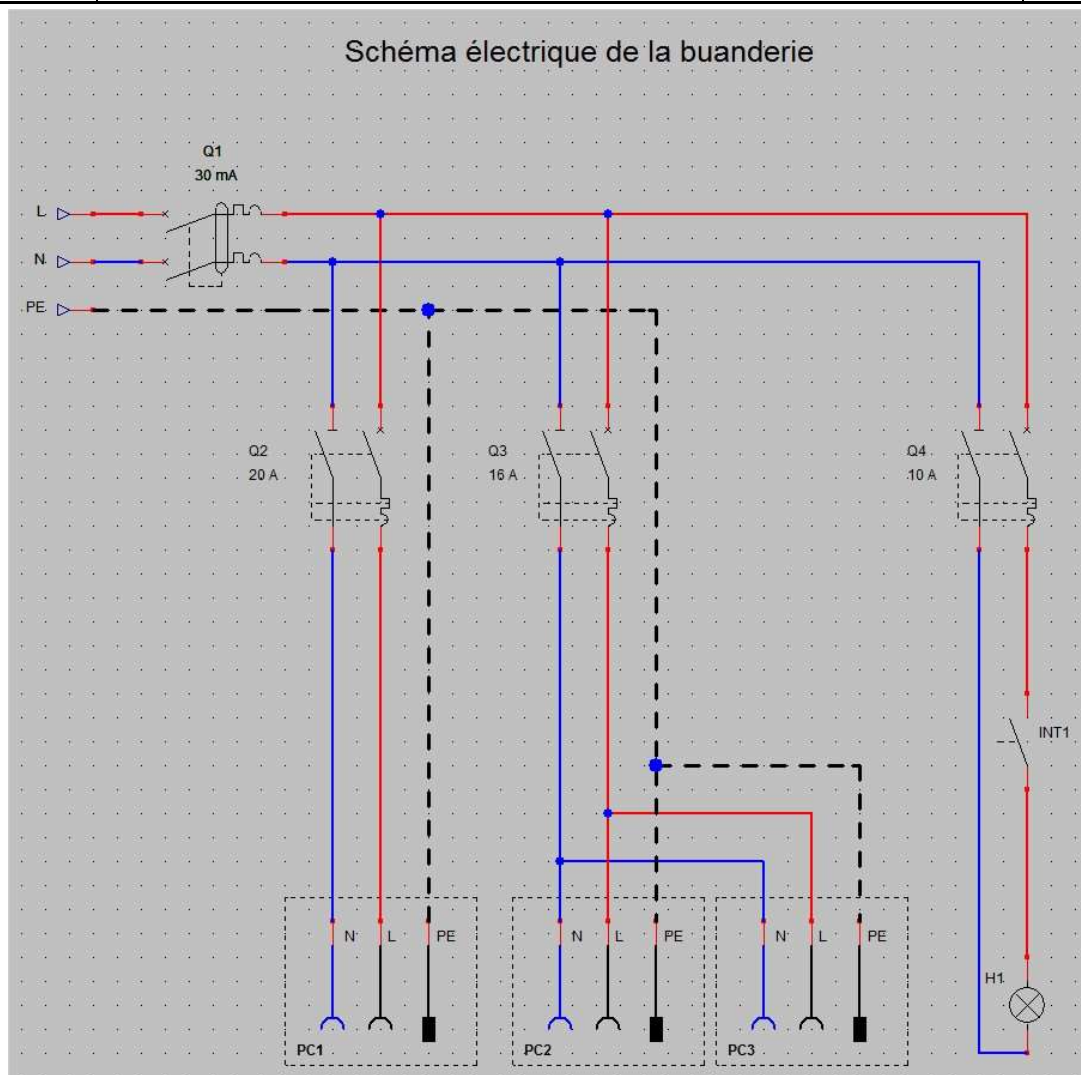 Schéma électrique de la buanderie
Q1
30 mA
L
N
PE
Q2
20 A
Q3
16 A
Q4
10 A
INT1
N L PE
N L PE
N L PE
H1
PC1
PC2
PC3